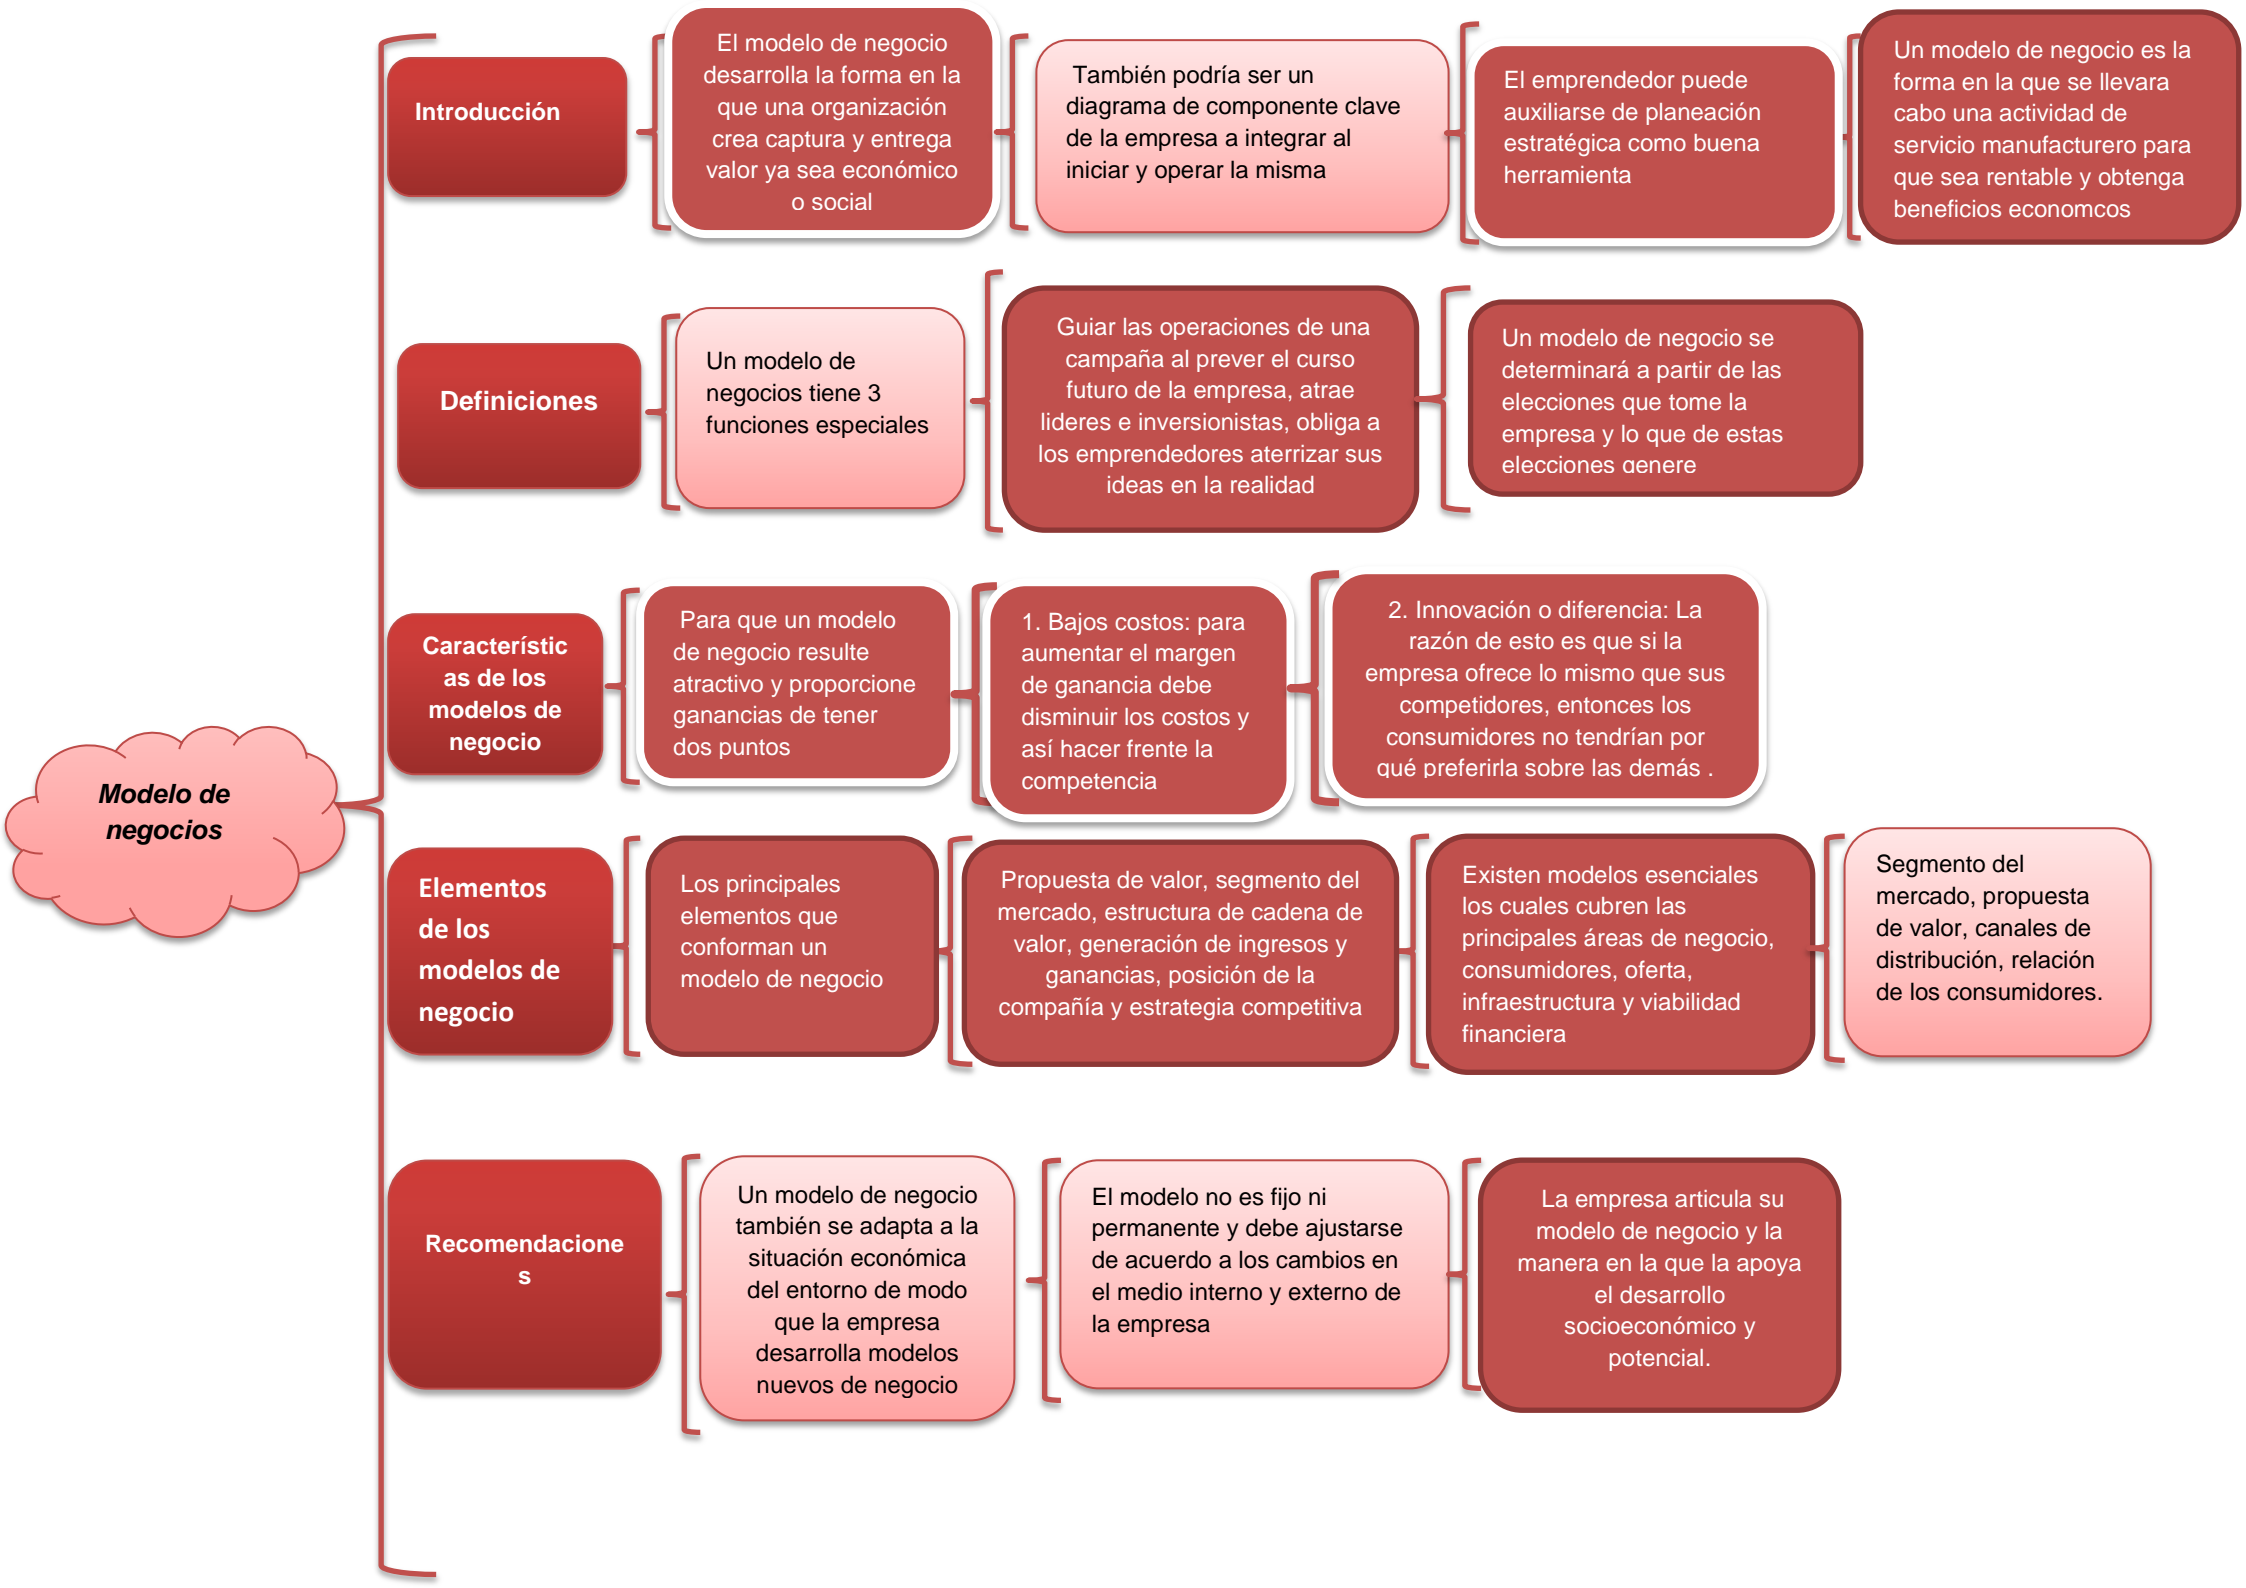 Modelo de
negocios
Introducción
El modelo de negocio
desarrolla la forma en la
que una organización
crea captura y entrega
valor ya sea económico
o social
También podría ser un
diagrama de componente clave
de la empresa a integrar al
iniciar y operar la misma
El emprendedor puede
auxiliarse de planeación
estratégica como buena
herramienta
Un modelo de negocio es la
forma en la que se llevara
cabo una actividad de
servicio manufacturero para
que sea rentable y obtenga
beneficios economcos
Definiciones
Un modelo de
negocios tiene 3
funciones especiales
Guiar las operaciones de una
campaña al prever el curso
futuro de la empresa, atrae
lideres e inversionistas, obliga a
los emprendedores aterrizar sus
ideas en la realidad
Un modelo de negocio se
determinará a partir de las
elecciones que tome la
empresa y lo que de estas
elecciones genere
Característic
as de los
modelos de
negocio
Para que un modelo
de negocio resulte
atractivo y proporcione
ganancias de tener
dos puntos
1. Bajos costos: para
aumentar el margen
de ganancia debe
disminuir los costos y
así hacer frente la
competencia
2. Innovación o diferencia: La
razón de esto es que si la
empresa ofrece lo mismo que sus
competidores, entonces los
consumidores no tendrían por
qué preferirla sobre las demás .
Elementos
de los
modelos de
negocio
Los principales
elementos que
conforman un
modelo de negocio
Propuesta de valor, segmento del
mercado, estructura de cadena de
valor, generación de ingresos y
ganancias, posición de la
compañía y estrategia competitiva
Existen modelos esenciales
los cuales cubren las
principales áreas de negocio,
consumidores, oferta,
infraestructura y viabilidad
financiera
Segmento del
mercado, propuesta
de valor, canales de
distribución, relación
de los consumidores.
Recomendacione
s
Un modelo de negocio
también se adapta a la
situación económica
del entorno de modo
que la empresa
desarrolla modelos
nuevos de negocio
El modelo no es fijo ni
permanente y debe ajustarse
de acuerdo a los cambios en
el medio interno y externo de
la empresa
La empresa articula su
modelo de negocio y la
manera en la que la apoya
el desarrollo
socioeconómico y
potencial.